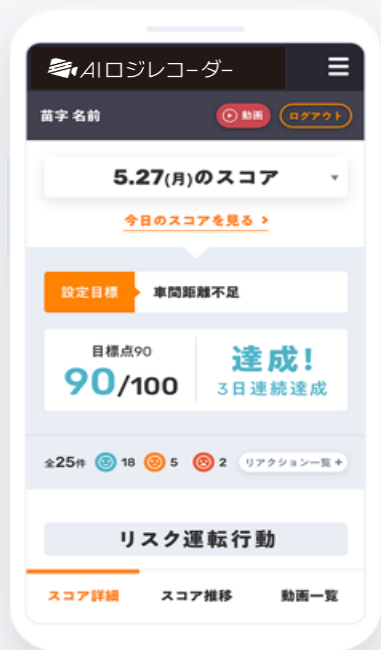 AIロジレコーダー
苗字 名前 動画 ログアウト
5.27(月)のスコア
今日のスコアを見る >
設定目標 車間距離不足
目標点90
90/100
達成!
3日連続達成
全25件 18 5 2 リアクション一覧+
リスク運転行動
スコア詳細 スコア推移 動画一覧